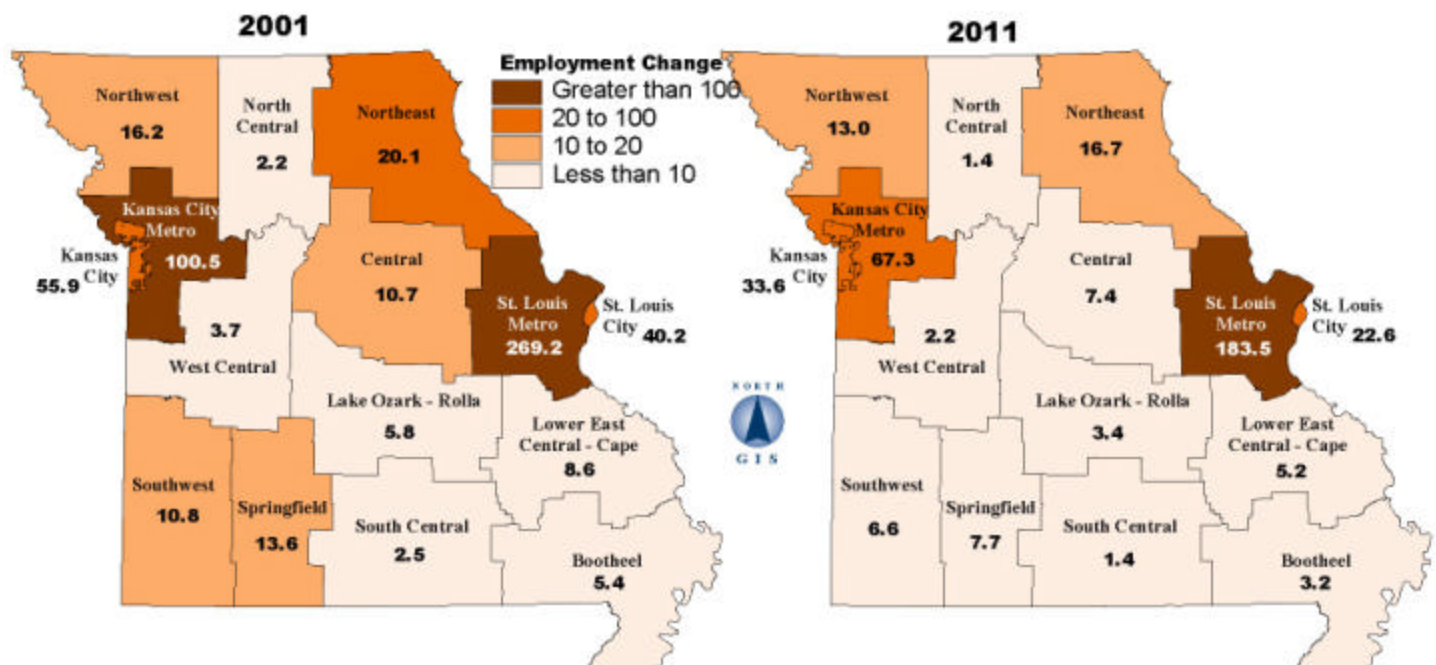 2001
Employment Change
Greater than 100
20 to 100
10 to 20
Less than 10
Northwest
16.2
North
Central
2.2
Northeast
20.1
Kansas City
Metro
100.5
Kansas
City
55.9
Central
10.7
St. Louis
Metro
269.2
St. Louis
City
40.2
3.7
West Central
Lake Ozark - Rolla
5.8
Lower East
Central - Cape
8.6
Southwest
10.8
Springfield
13.6
South Central
2.5
Bootheel
5.4
NORTH
GIS
2011
Northwest
13.0
North
Central
1.4
Northeast
16.7
Kansas City
Metro
67.3
Kansas
City
33.6
Central
7.4
St. Louis
Metro
183.5
St. Louis
City
22.6
2.2
West Central
Lake Ozark - Rolla
3.4
Lower East
Central - Cape
5.2
Southwest
6.6
Springfield
7.7
South Central
1.4
Bootheel
3.2